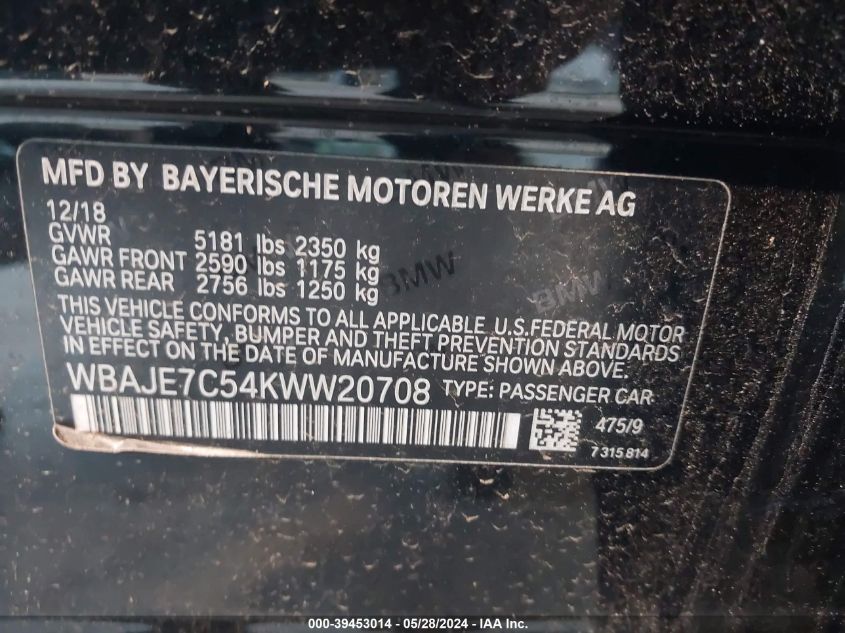 MFD BY BAYERISCHE MOTOREN WERKE AG
12/18
GVWR 5181 lbs 2350 kg
GAWR FRONT 2590 lbs 1175 kg
GAWR REAR 2756 lbs 1250 kg
BMW BMW
THIS VEHICLE CONFORMS TO ALL APPLICABLE U.S.FEDERAL MOTOR
VEHICLE SAFETY, BUMPER AND THEFT PREVENTION STANDARDS
IN EFFECT ON THE DATE OF MANUFACTURE SHOWN ABOVE.
WBAJE7C54KWW20708 TYPE: PASSENGER CAR
475/9
7 315 814
000-39453014 - 05/28/2024 - IAA, Inc.